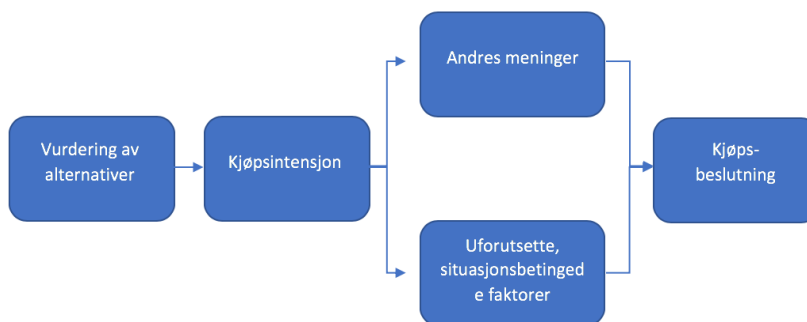 Vurdering av
alternativer
Kjøpsintensjon
Andres meninger
Uforutsette,
situasjonsbetinged
e faktorer
Kjøps-
beslutning